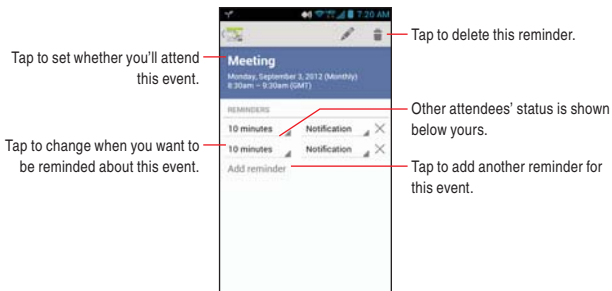 7:20 AM
Tap to delete this reminder.
Tap to set whether you'll attend
this event.
Meeting
Monday, September 3, 2012 (Monthly)
8:30am – 9:30am (GMT)
REMINDERS
10 minutes Notification
Other attendees' status is shown
below yours.
Tap to change when you want to
be reminded about this event.
10 minutes Notification
Add reminder
Tap to add another reminder for
this event.